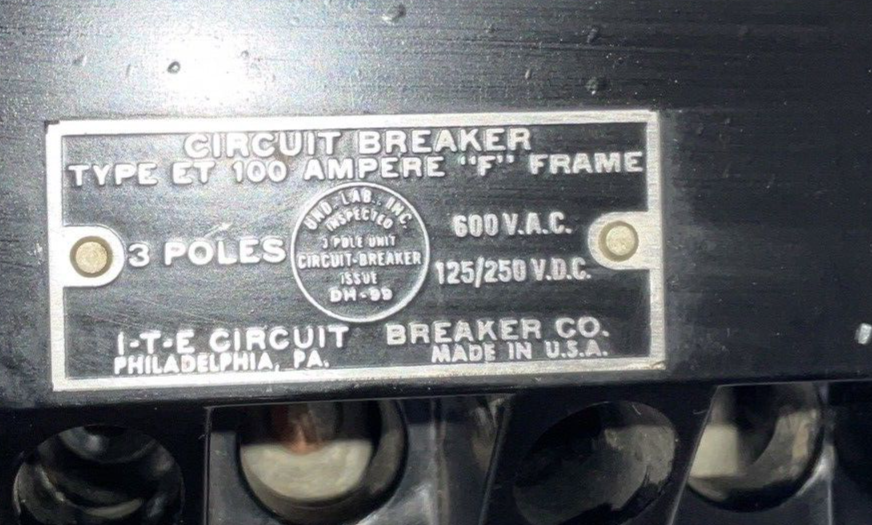 CIRCUIT BREAKER
TYPE ET 100 AMPERE "F" FRAME
3 POLES
UND. LAB. INC.
INSPECTED
3 POLE UNIT
CIRCUIT-BREAKER
ISSUE
DH-99
600 V.A.C.
125/250 V.D.C.
I-T-E CIRCUIT BREAKER CO.
PHILADELPHIA, PA. MADE IN U.S.A.